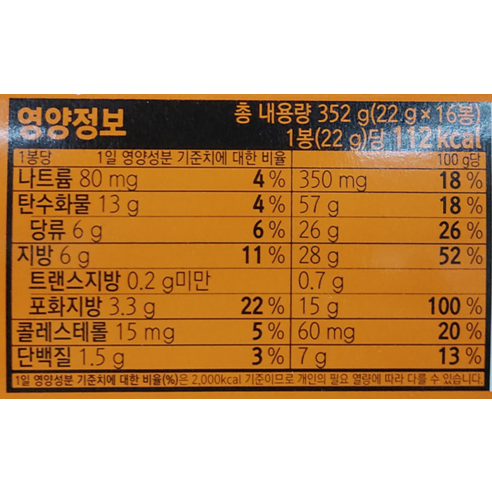 영양정보
총 내용량 352 g(22 g × 16봉)
1봉(22 g)당 112 kcal
1봉당 1일 영양성분 기준치에 대한 비율 100 g당
나트륨 80 mg 4 % 350 mg 18 %
탄수화물 13 g 4 % 57 g 18 %
당류 6 g 6 % 26 g 26 %
지방 6 g 11 % 28 g 52 %
트랜스지방 0.2 g미만 0.7 g
포화지방 3.3 g 22 % 15 g 100 %
콜레스테롤 15 mg 5 % 60 mg 20 %
단백질 1.5 g 3 % 7 g 13 %
1일 영양성분 기준치에 대한 비율(%)은 2,000kcal 기준이므로 개인의 필요 열량에 따라 다를 수 있습니다.